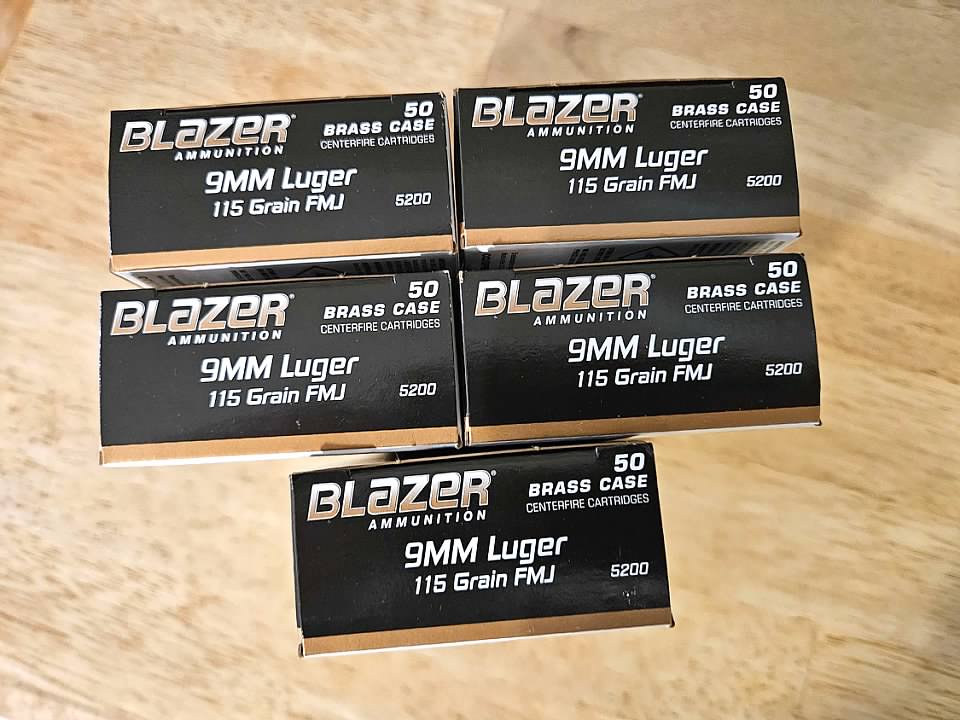 BLAZER®
AMMUNITION
50
BRASS CASE
CENTERFIRE CARTRIDGES
9MM Luger
115 Grain FMJ
5200
BLAZER®
AMMUNITION
50
BRASS CASE
CENTERFIRE CARTRIDGES
9MM Luger
115 Grain FMJ
5200
BLAZER®
AMMUNITION
50
BRASS CASE
CENTERFIRE CARTRIDGES
9MM Luger
115 Grain FMJ
5200
BLAZER®
AMMUNITION
50
BRASS CASE
CENTERFIRE CARTRIDGES
9MM Luger
115 Grain FMJ
5200
BLAZER®
AMMUNITION
50
BRASS CASE
CENTERFIRE CARTRIDGES
9MM Luger
115 Grain FMJ
5200